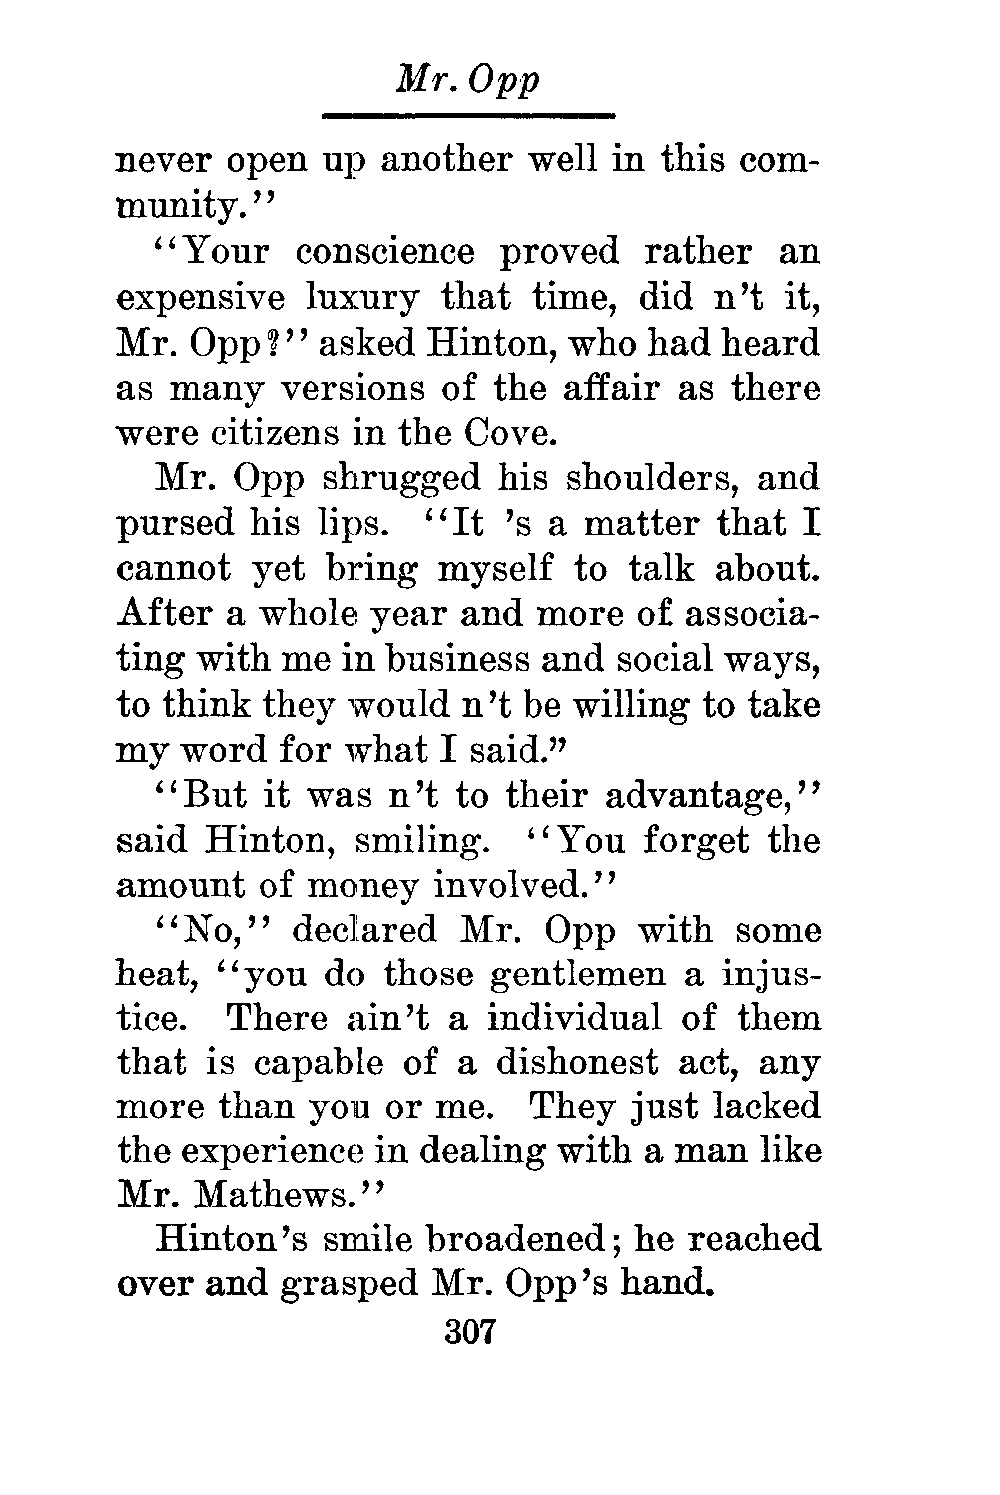 Mr. Opp
never open up another well in this com-
munity."
"Your conscience proved rather an
expensive luxury that time, did n't it,
Mr. Opp?" asked Hinton, who had heard
as many versions of the affair as there
were citizens in the Cove.
Mr. Opp shrugged his shoulders, and
pursed his lips. "It 's a matter that I
cannot yet bring myself to talk about.
After a whole year and more of associa-
ting with me in business and social ways,
to think they would n't be willing to take
my word for what I said."
"But it was n't to their advantage,"
said Hinton, smiling. "You forget the
amount of money involved."
"No," declared Mr. Opp with some
heat, "you do those gentlemen a injus-
tice. There ain't a individual of them
that is capable of a dishonest act, any
more than you or me. They just lacked
the experience in dealing with a man like
Mr. Mathews."
Hinton's smile broadened; he reached
over and grasped Mr. Opp's hand.
307